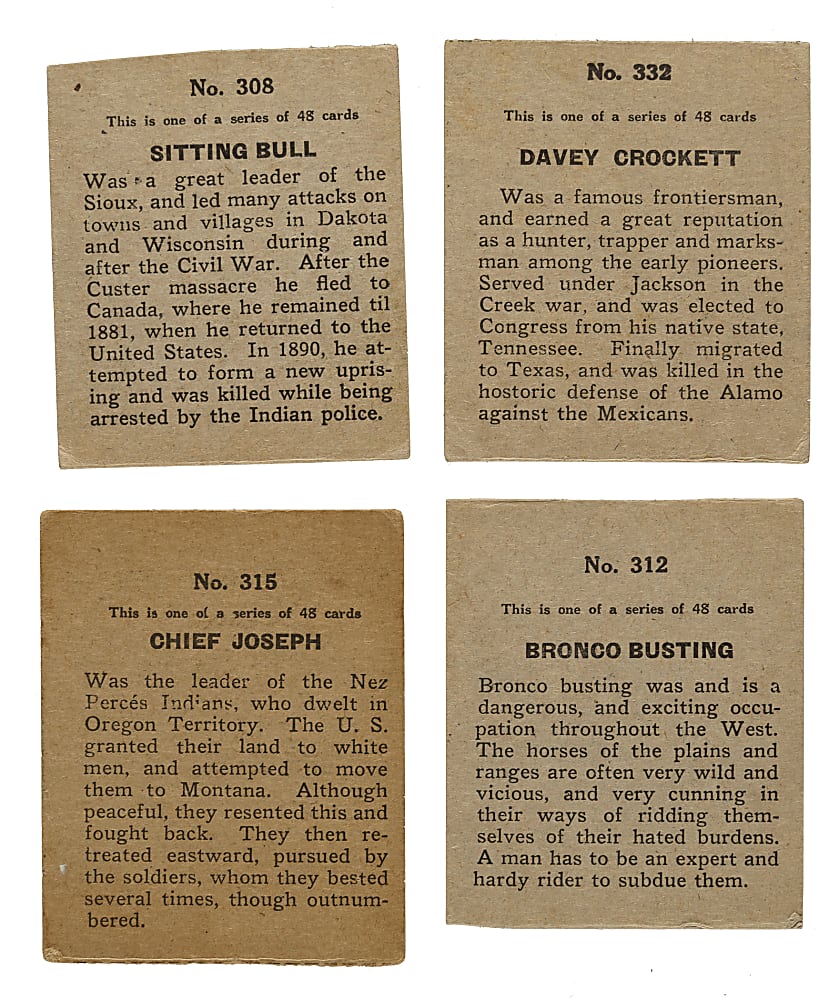 No. 308
This is one of a series of 48 cards
SITTING BULL
Was a great leader of the
Sioux, and led many attacks on
towns and villages in Dakota
and Wisconsin during and
after the Civil War. After the
Custer massacre he fled to
Canada, where he remained til
1881, when he returned to the
United States. In 1890, he at-
tempted to form a new upris-
ing and was killed while being
arrested by the Indian police.
No. 332
This is one of a series of 48 cards
DAVEY CROCKETT
Was a famous frontiersman,
and earned a great reputation
as a hunter, trapper and marks-
man among the early pioneers.
Served under Jackson in the
Creek war, and was elected to
Congress from his native state,
Tennessee. Finally migrated
to Texas, and was killed in the
hostoric defense of the Alamo
against the Mexicans.
No. 315
This is one of a series of 48 cards
CHIEF JOSEPH
Was the leader of the Nez
Percés Indians, who dwelt in
Oregon Territory. The U. S.
granted their land to white
men, and attempted to move
them to Montana. Although
peaceful, they resented this and
fought back. They then re-
treated eastward, pursued by
the soldiers, whom they bested
several times, though outnum-
bered.
No. 312
This is one of a series of 48 cards
BRONCO BUSTING
Bronco busting was and is a
dangerous, and exciting occu-
pation throughout the West.
The horses of the plains and
ranges are often very wild and
vicious, and very cunning in
their ways of ridding them-
selves of their hated burdens.
A man has to be an expert and
hardy rider to subdue them.